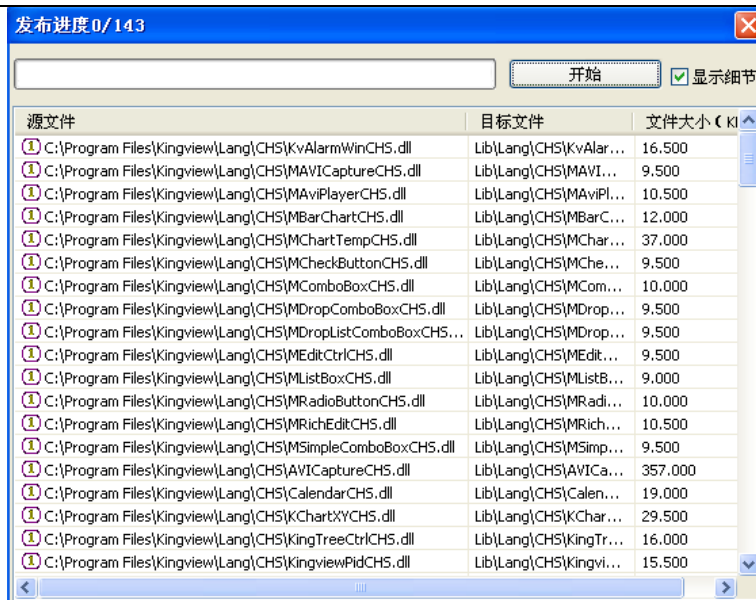 发布进度0/143
开始 显示细节
源文件 目标文件 文件大小(KB
C:\Program Files\Kingview\Lang\CHS\KvAlarmWinCHS.dll Lib\Lang\CHS\KvAlar... 16.500
C:\Program Files\Kingview\Lang\CHS\MAVICaptureCHS.dll Lib\Lang\CHS\MAVI... 9.500
C:\Program Files\Kingview\Lang\CHS\MAviPlayerCHS.dll Lib\Lang\CHS\MAviPl... 10.500
C:\Program Files\Kingview\Lang\CHS\MBarChartCHS.dll Lib\Lang\CHS\MBarC... 12.000
C:\Program Files\Kingview\Lang\CHS\MChartTempCHS.dll Lib\Lang\CHS\MChar... 37.000
C:\Program Files\Kingview\Lang\CHS\MCheckButtonCHS.dll Lib\Lang\CHS\MChe... 9.500
C:\Program Files\Kingview\Lang\CHS\MComboBoxCHS.dll Lib\Lang\CHS\MCom... 10.000
C:\Program Files\Kingview\Lang\CHS\MDropComboBoxCHS.dll Lib\Lang\CHS\MDrop... 9.500
C:\Program Files\Kingview\Lang\CHS\MDropListComboBoxCHS... Lib\Lang\CHS\MDrop... 9.500
C:\Program Files\Kingview\Lang\CHS\MEditCtrlCHS.dll Lib\Lang\CHS\MEdit... 9.500
C:\Program Files\Kingview\Lang\CHS\MListBoxCHS.dll Lib\Lang\CHS\MListB... 9.000
C:\Program Files\Kingview\Lang\CHS\MRadioButtonCHS.dll Lib\Lang\CHS\MRadi... 10.000
C:\Program Files\Kingview\Lang\CHS\MRichEditCHS.dll Lib\Lang\CHS\MRich... 10.500
C:\Program Files\Kingview\Lang\CHS\MSimpleComboBoxCHS.dll Lib\Lang\CHS\MSimp... 9.500
C:\Program Files\Kingview\Lang\CHS\AVICaptureCHS.dll Lib\Lang\CHS\AVICa... 357.000
C:\Program Files\Kingview\Lang\CHS\CalendarCHS.dll Lib\Lang\CHS\Calen... 19.000
C:\Program Files\Kingview\Lang\CHS\KChartXYCHS.dll Lib\Lang\CHS\KChar... 29.500
C:\Program Files\Kingview\Lang\CHS\KingTreeCtrlCHS.dll Lib\Lang\CHS\KingTr... 16.000
C:\Program Files\Kingview\Lang\CHS\KingviewPidCHS.dll Lib\Lang\CHS\Kingvi... 15.500